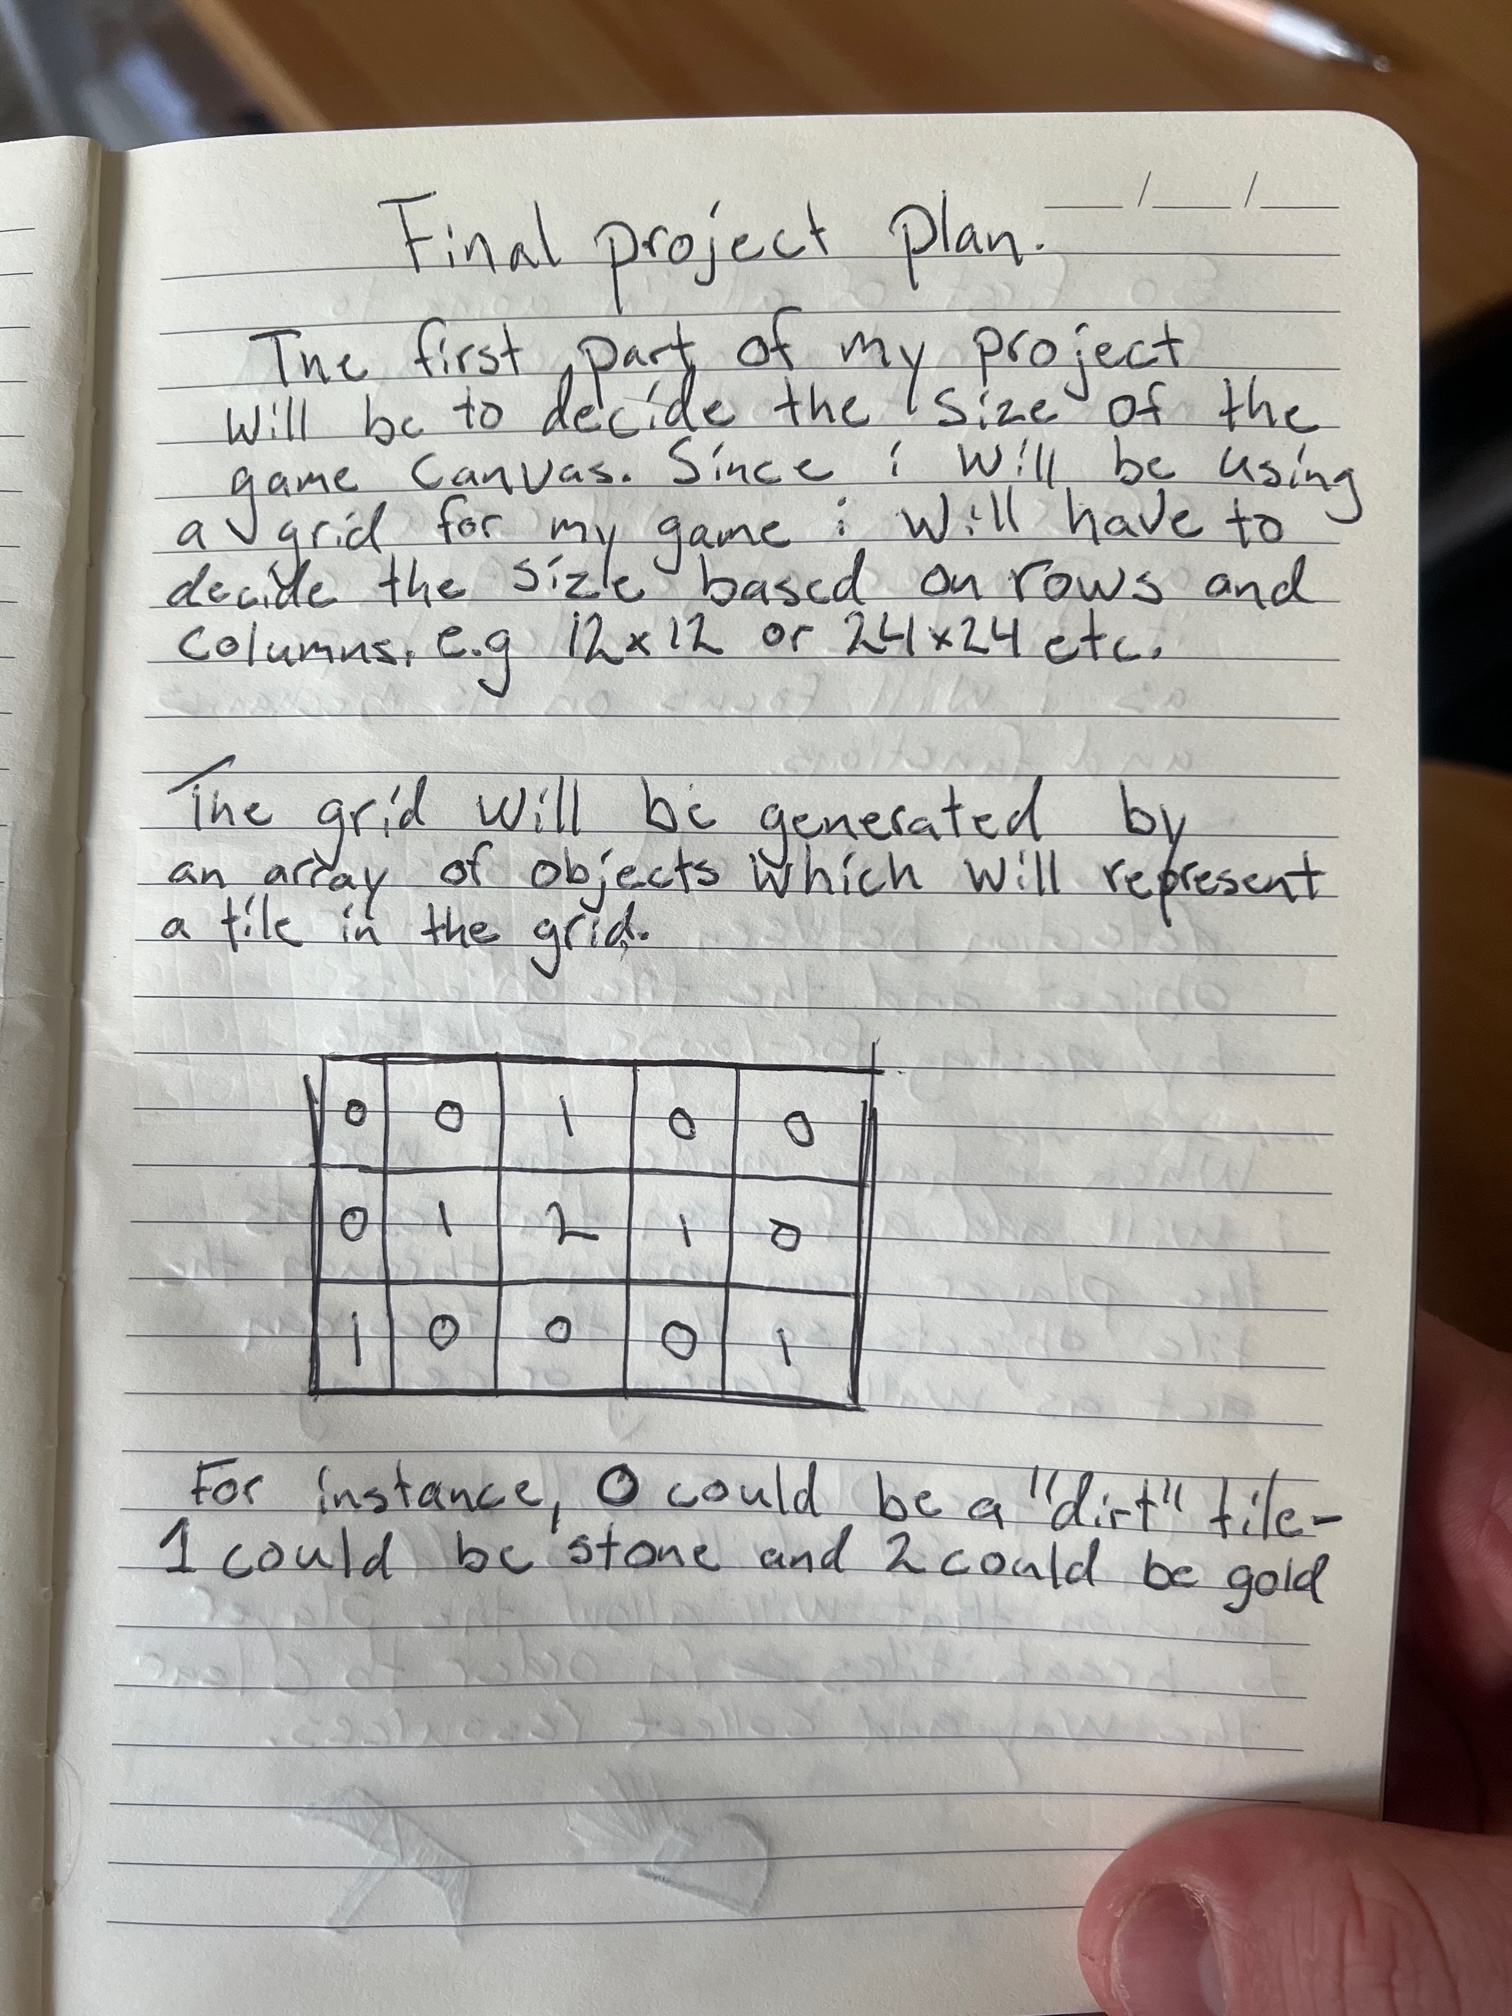 Final project plan.
The first part of my project
will be to decide the size of the
game canvas. Since i will be using
a grid for my game i will have to
decide the size based on rows and
columns, e.g 12x12 or 24x24 etc.
The grid will be generated by
an array of objects which will represent
a tile in the grid.
0 0 1 0 0
0 1 2 1 0
1 0 0 0 1
For instance, 0 could be a "dirt" tile-
1 could be stone and 2 could be gold